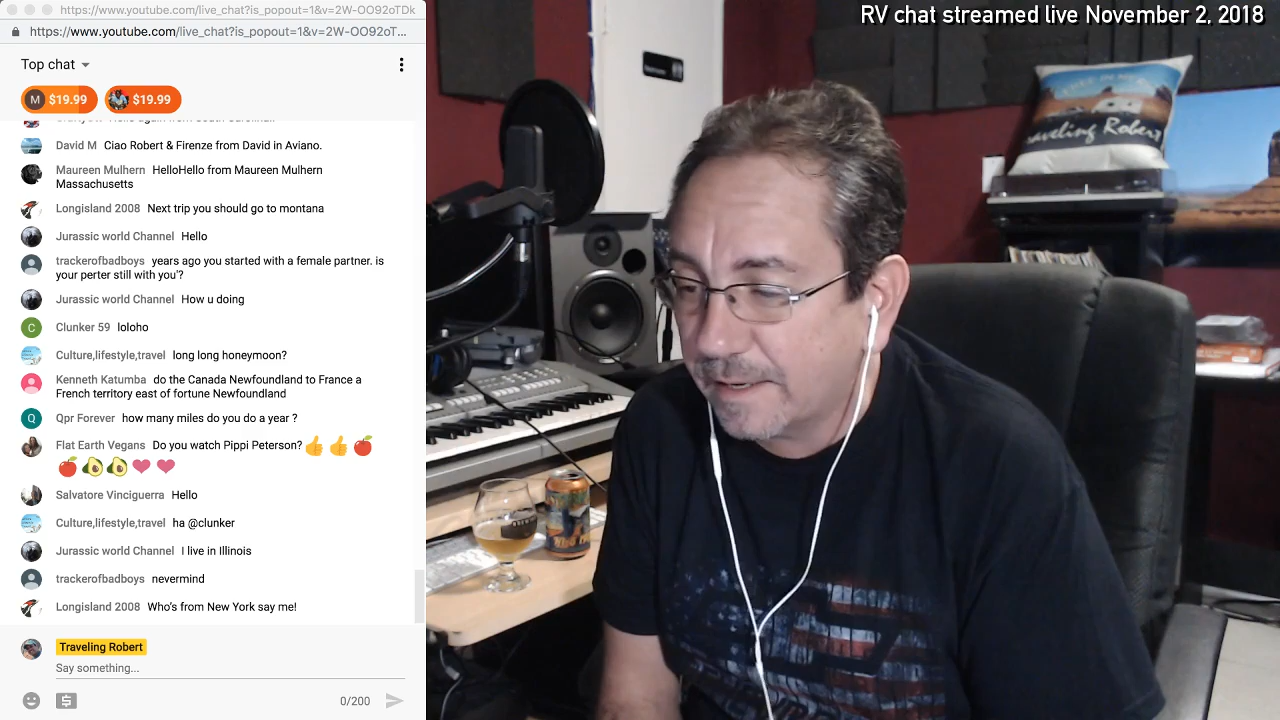 https://www.youtube.com/live_chat?is_popout=1&v=2W-OO92oTDk
https://www.youtube.com/live_chat?is_popout=1&v=2W-OO92oT...
RV chat streamed live November 2, 2018
Top chat
M $19.99 $19.99
David M Ciao Robert & Firenze from David in Aviano.
Maureen Mulhern HelloHello from Maureen Mulhern
Massachusetts
Longisland 2008 Next trip you should go to montana
Jurassic world Channel Hello
trackerofbadboys years ago you started with a female partner. is
your perter still with you'?
Jurassic world Channel How u doing
C Clunker 59 loloho
Culture,lifestyle,travel long long honeymoon?
Kenneth Katumba do the Canada Newfoundland to France a
French territory east of fortune Newfoundland
Q Qpr Forever how many miles do you do a year ?
Flat Earth Vegans Do you watch Pippi Peterson? 👍👍🍎
🍎🥑🥑❤️❤️
Salvatore Vinciguerra Hello
Culture,lifestyle,travel ha @clunker
Jurassic world Channel I live in Illinois
trackerofbadboys nevermind
Longisland 2008 Who's from New York say me!
Traveling Robert
Say something...
0/200
Traveling Robert